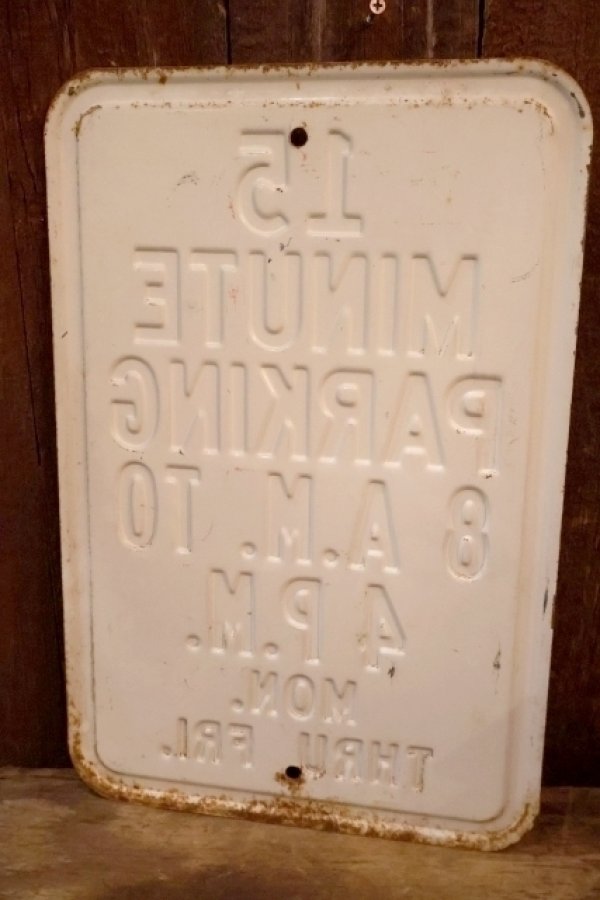 15
MINUTE
PARKING
8 A.M. TO
4 P.M.
MON.
THRU FRI.